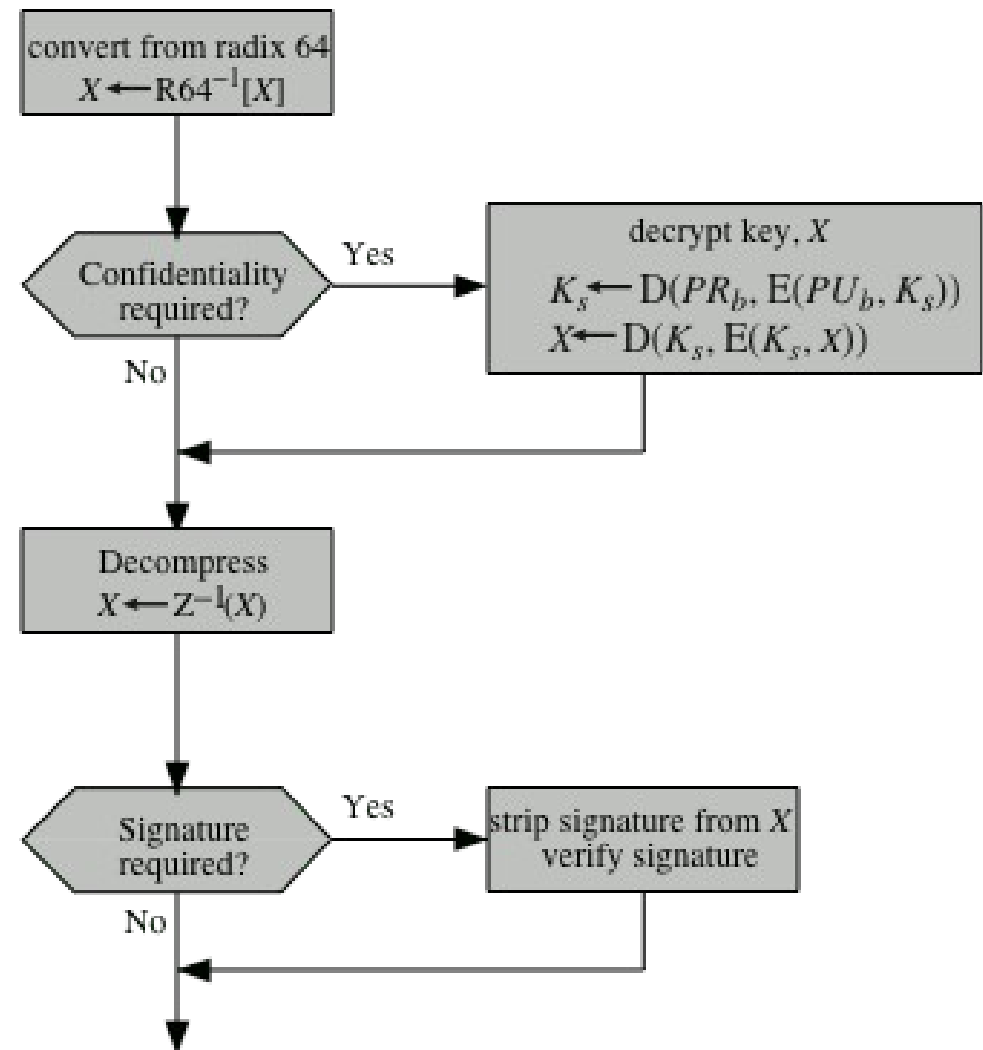 convert from radix 64
X ← R64⁻¹[X]
Confidentiality
required?
Yes
decrypt key, X
Kₛ ← D(PR_b, E(PU_b, Kₛ))
X ← D(Kₛ, E(Kₛ, X))
No
Decompress
X ← Z⁻¹(X)
Signature
required?
Yes
strip signature from X
verify signature
No